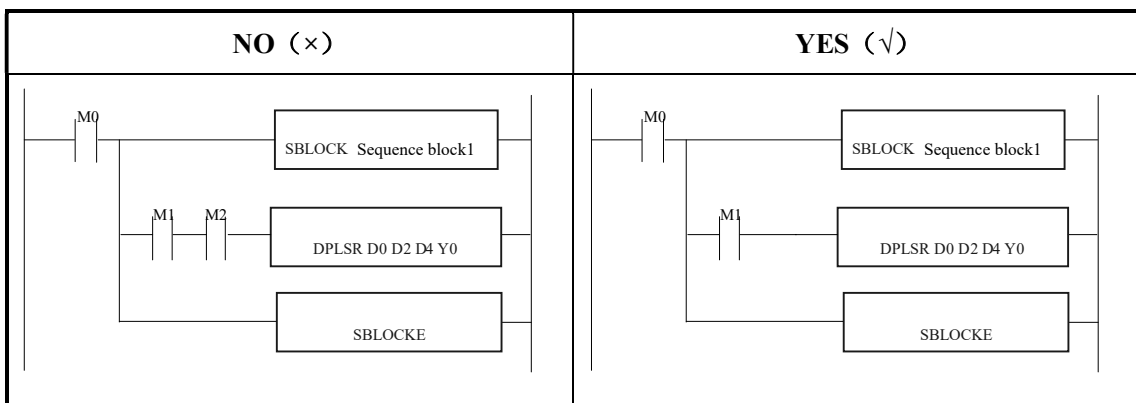 NO（×）
YES（√）
M0
SBLOCK Sequence block1
M1 M2
DPLSR D0 D2 D4 Y0
SBLOCKE
M0
SBLOCK Sequence block1
M1
DPLSR D0 D2 D4 Y0
SBLOCKE